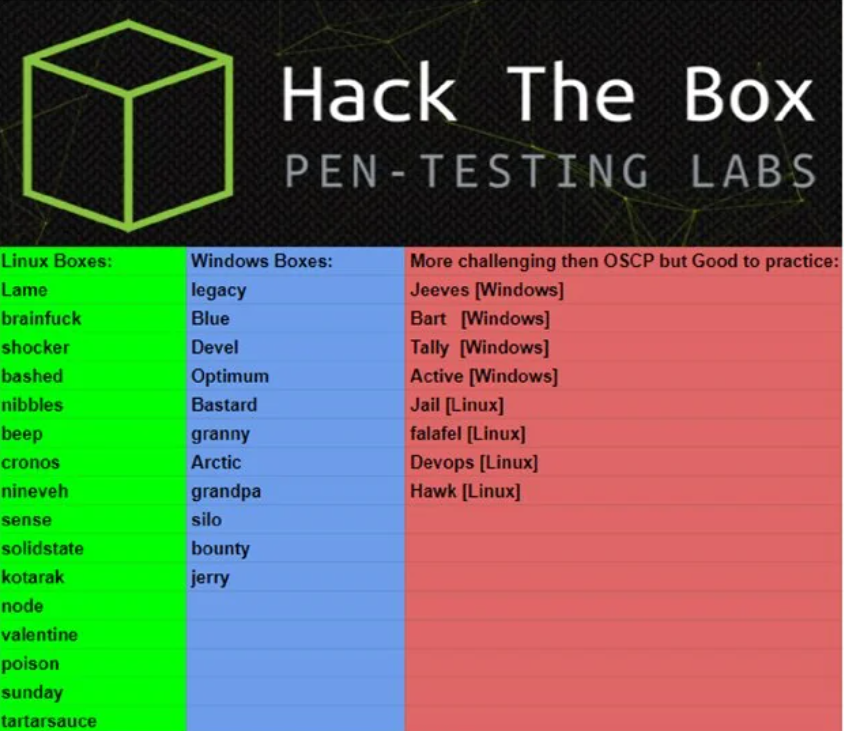 Hack The Box
PEN-TESTING LABS
Linux Boxes: Windows Boxes: More challenging then OSCP but Good to practice:
Lame legacy Jeeves [Windows]
brainfuck Blue Bart [Windows]
shocker Devel Tally [Windows]
bashed Optimum Active [Windows]
nibbles Bastard Jail [Linux]
beep granny falafel [Linux]
cronos Arctic Devops [Linux]
nineveh grandpa Hawk [Linux]
sense silo
solidstate bounty
kotarak jerry
node
valentine
poison
sunday
tartarsauce